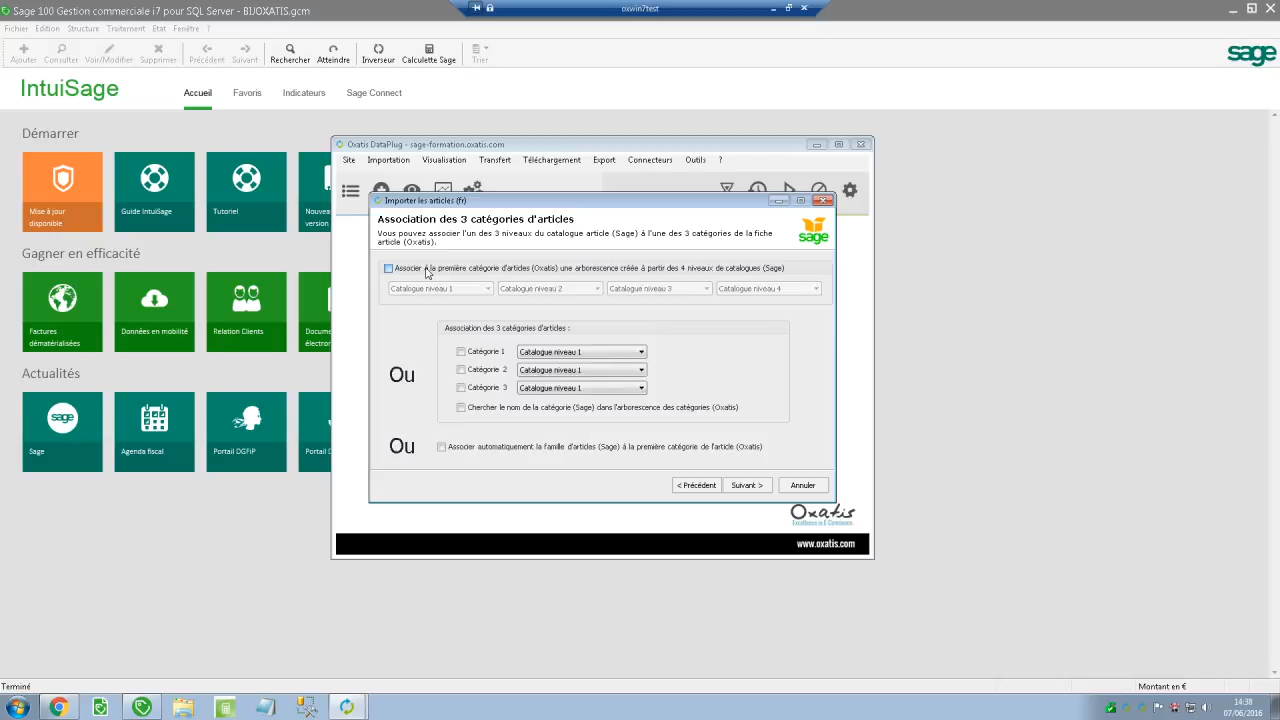 Sage 100 Gestion commerciale i7 pour SQL Server - BIJOXATIS.gcm
oxwin7test
Fichier Edition Structure Traitement Etat Fenêtre ?
Ajouter Consulter Voir/Modifier Supprimer Précédent Suivant Rechercher Atteindre Inverseur Calculette Sage Trier
sage
IntuiSage
Accueil Favoris Indicateurs Sage Connect
Démarrer
Mise à jour disponible
Guide IntuiSage
Tutoriel
Gagner en efficacité
Factures dématérialisées
Données en mobilité
Relation Clients
Actualités
Sage
Agenda fiscal
Portail DGFiP
Oxatis DataPlug - sage-formation.oxatis.com
Site Importation Visualisation Transfert Téléchargement Export Connecteurs Outils ?
Importer les articles (fr)
Association des 3 catégories d'articles
Vous pouvez associer l'un des 3 niveaux du catalogue article (Sage) à l'une des 3 catégories de la fiche
article (Oxatis).
sage
Associer à la première catégorie d'articles (Oxatis) une arborescence créée à partir des 4 niveaux de catalogues (Sage)
Catalogue niveau 1 Catalogue niveau 2 Catalogue niveau 3 Catalogue niveau 4
Association des 3 catégories d'articles :
Catégorie 1 Catalogue niveau 1
Ou
Catégorie 2 Catalogue niveau 1
Catégorie 3 Catalogue niveau 1
Chercher le nom de la catégorie (Sage) dans l'arborescence des catégories (Oxatis)
Ou
Associer automatiquement la famille d'articles (Sage) à la première catégorie de l'article (Oxatis)
< Précédent Suivant > Annuler
Oxatis
www.oxatis.com
Terminé
Montant en €
14:38
07/06/2016